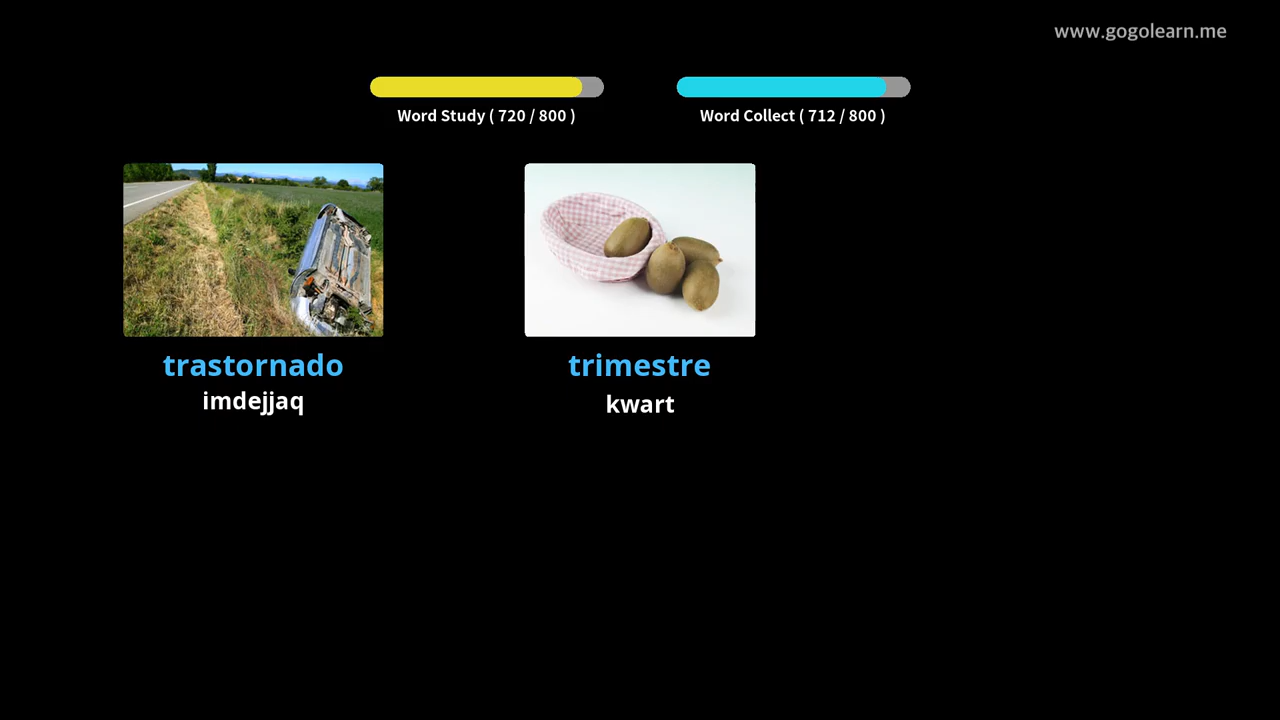 www.gogolearn.me
Word Study ( 720 / 800 )
Word Collect ( 712 / 800 )
trastornado
imdejjaq
trimestre
kwart